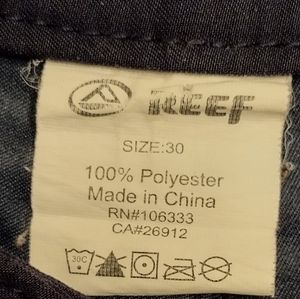 REEF
SIZE:30
100% Polyester
Made in China
RN#106333
CA#26912
30C